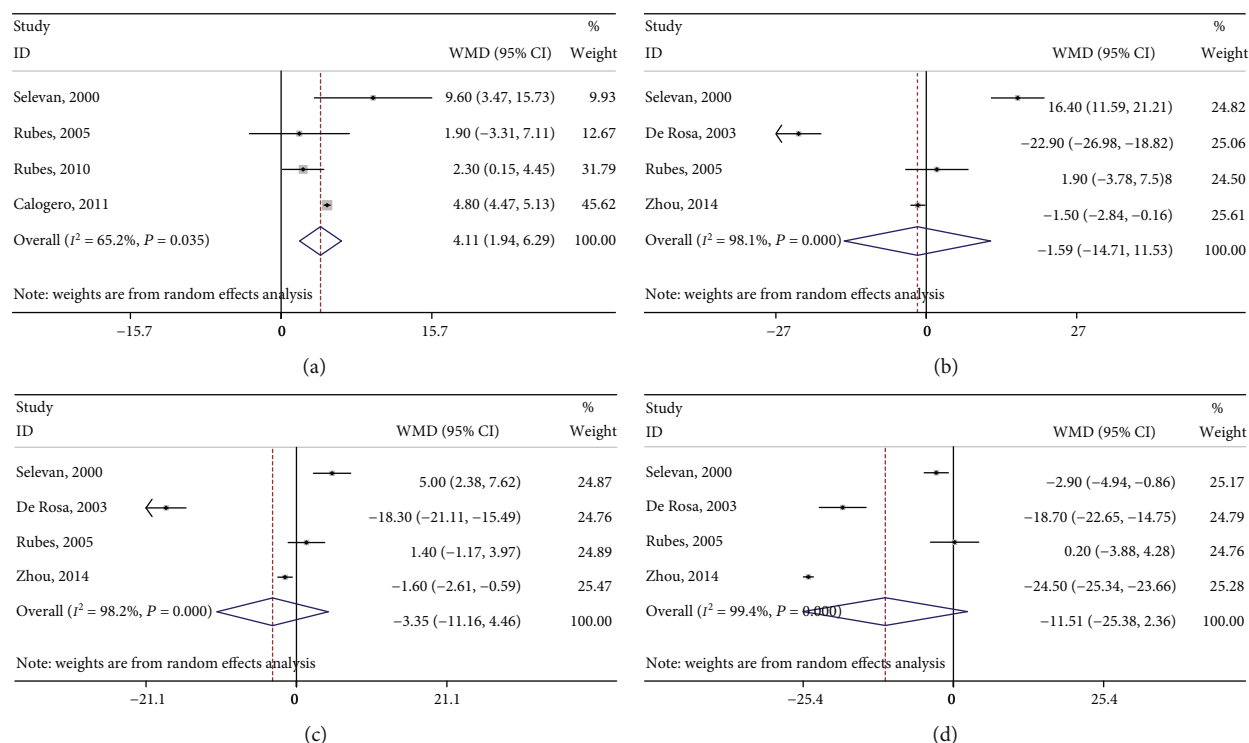 Study %
ID WMD (95% CI) Weight
Selevan, 2000 9.60 (3.47, 15.73) 9.93
Rubes, 2005 1.90 (−3.31, 7.11) 12.67
Rubes, 2010 2.30 (0.15, 4.45) 31.79
Calogero, 2011 4.80 (4.47, 5.13) 45.62
Overall (I² = 65.2%, P = 0.035) 4.11 (1.94, 6.29) 100.00
Note: weights are from random effects analysis
−15.7 0 15.7
(a)
Study %
ID WMD (95% CI) Weight
Selevan, 2000 16.40 (11.59, 21.21) 24.82
De Rosa, 2003 −22.90 (−26.98, −18.82) 25.06
Rubes, 2005 1.90 (−3.78, 7.5)8 24.50
Zhou, 2014 −1.50 (−2.84, −0.16) 25.61
Overall (I² = 98.1%, P = 0.000) −1.59 (−14.71, 11.53) 100.00
Note: weights are from random effects analysis
−27 0 27
(b)
Study %
ID WMD (95% CI) Weight
Selevan, 2000 5.00 (2.38, 7.62) 24.87
De Rosa, 2003 −18.30 (−21.11, −15.49) 24.76
Rubes, 2005 1.40 (−1.17, 3.97) 24.89
Zhou, 2014 −1.60 (−2.61, −0.59) 25.47
Overall (I² = 98.2%, P = 0.000) −3.35 (−11.16, 4.46) 100.00
Note: weights are from random effects analysis
−21.1 0 21.1
(c)
Study %
ID WMD (95% CI) Weight
Selevan, 2000 −2.90 (−4.94, −0.86) 25.17
De Rosa, 2003 −18.70 (−22.65, −14.75) 24.79
Rubes, 2005 0.20 (−3.88, 4.28) 24.76
Zhou, 2014 −24.50 (−25.34, −23.66) 25.28
Overall (I² = 99.4%, P = 0.000) −11.51 (−25.38, 2.36) 100.00
Note: weights are from random effects analysis
−25.4 0 25.4
(d)